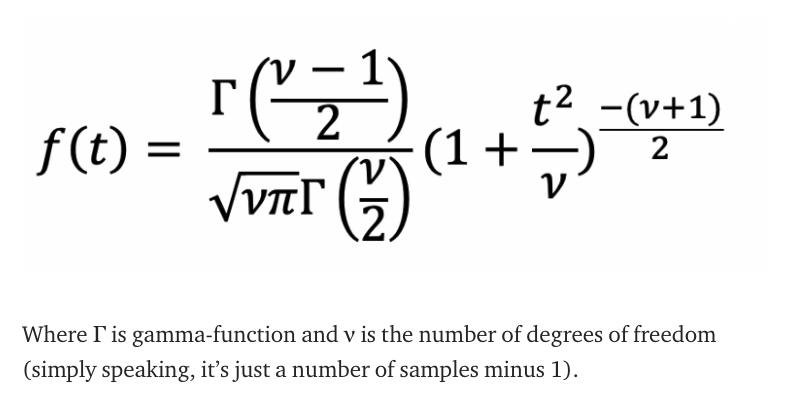 f(t) = Γ((ν − 1)/2) / (√(νπ) Γ(ν/2)) (1 + t²/ν)^(−(ν+1)/2)
Where Γ is gamma-function and ν is the number of degrees of freedom
(simply speaking, it’s just a number of samples minus 1).